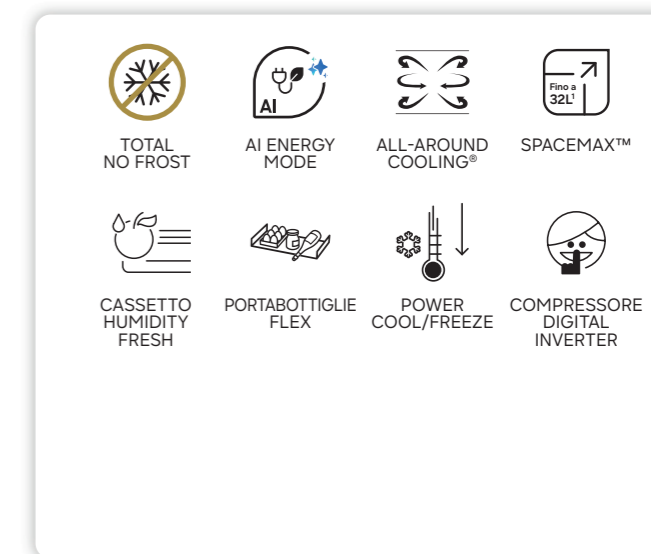 AI
Fino a
32L¹
TOTAL
NO FROST
AI ENERGY
MODE
ALL-AROUND
COOLING®
SPACEMAX™
CASSETTO
HUMIDITY
FRESH
PORTABOTTIGLIE
FLEX
POWER
COOL/FREEZE
COMPRESSORE
DIGITAL
INVERTER